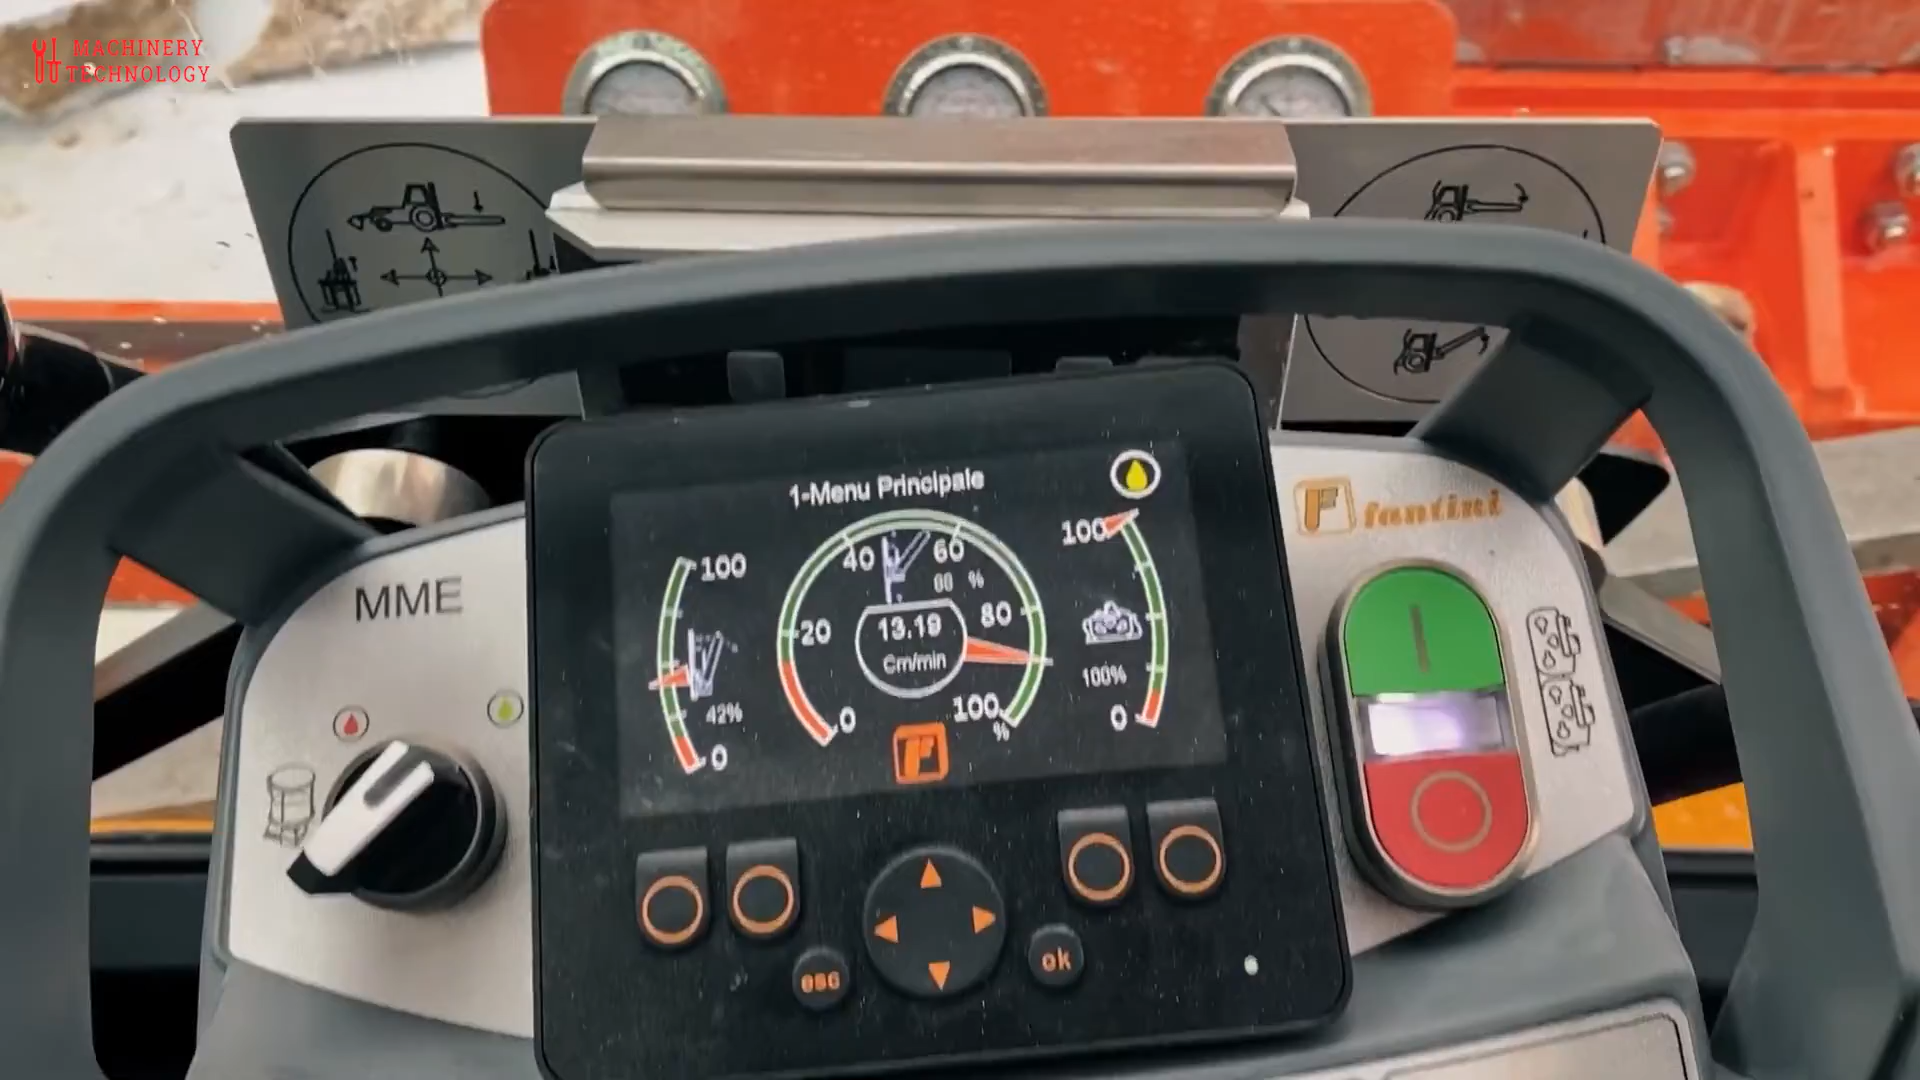 MACHINERY
TECHNOLOGY
1-Menu Principale
100
40
60
100
%
20
13.19
80
Cm/min
42%
100%
0
0
100
%
0
MME
fantini
esc
ok